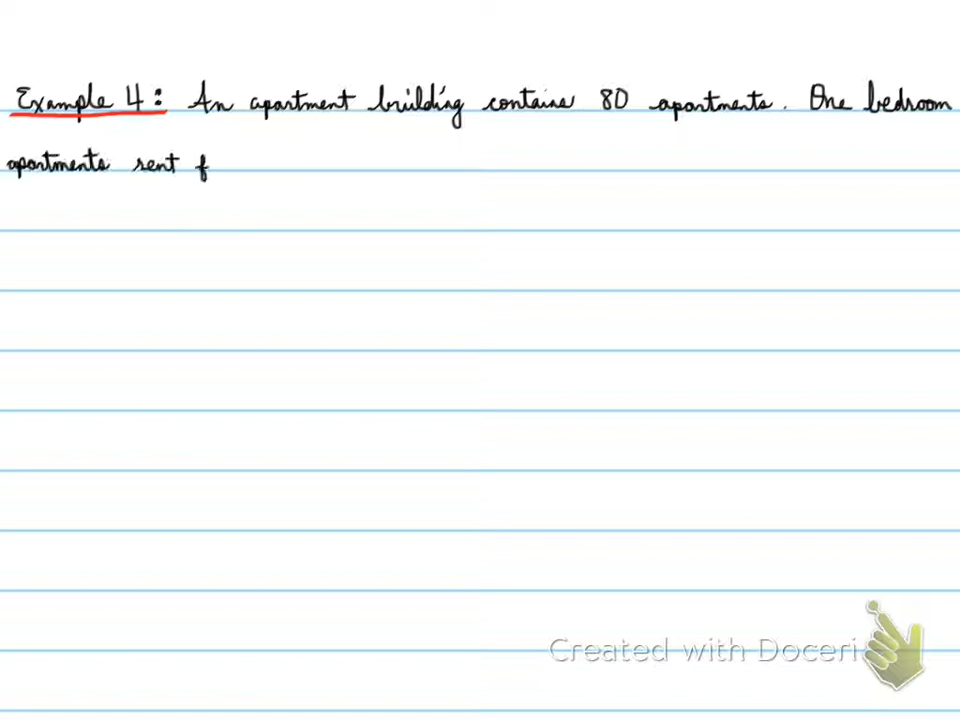 Example 4: An apartment building contains 80 apartments. One bedroom
apartments rent f
Created with Doceri